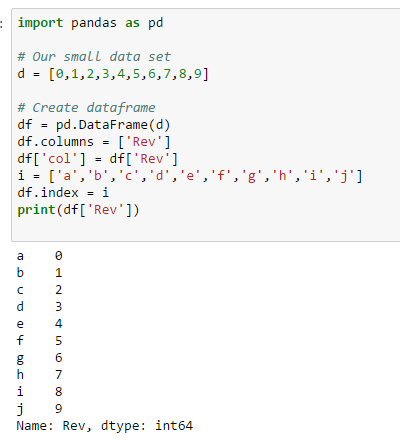 :
import pandas as pd
# Our small data set
d = [0,1,2,3,4,5,6,7,8,9]
# Create dataframe
df = pd.DataFrame(d)
df.columns = ['Rev']
df['col'] = df['Rev']
i = ['a','b','c','d','e','f','g','h','i','j']
df.index = i
print(df['Rev'])
a    0
b    1
c    2
d    3
e    4
f    5
g    6
h    7
i    8
j    9
Name: Rev, dtype: int64